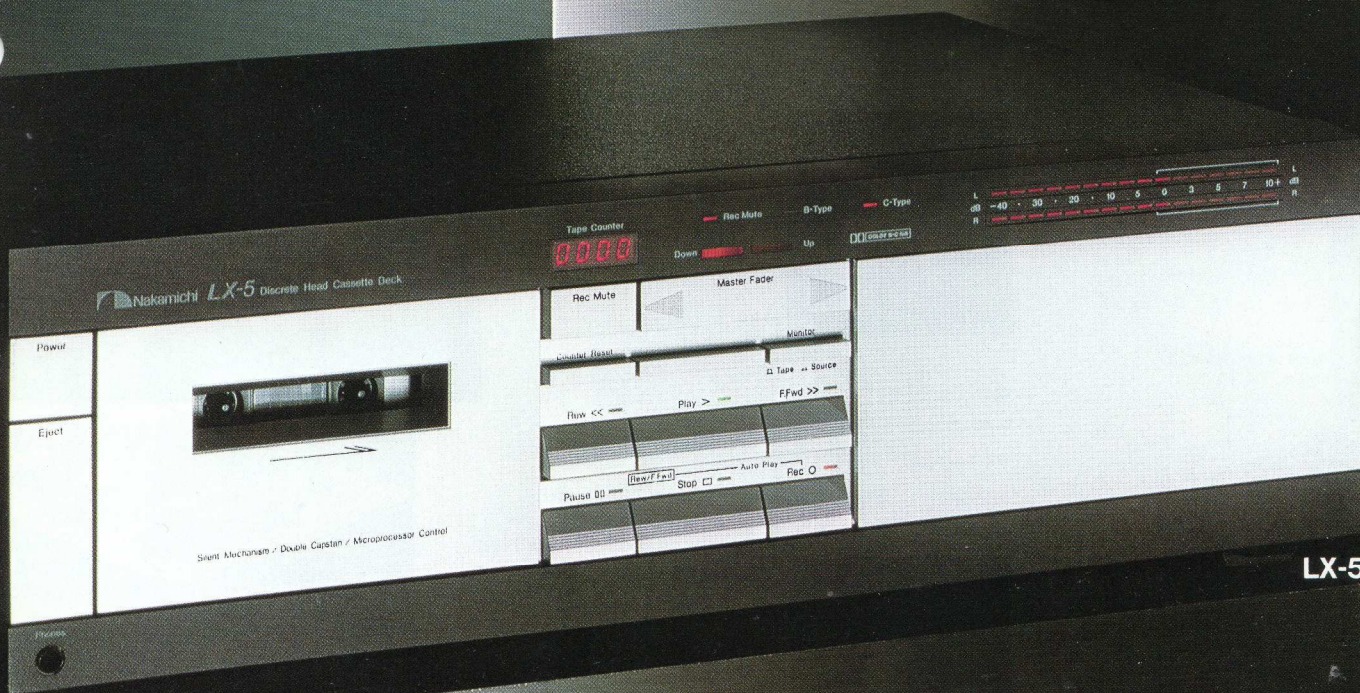 L
dB -40 · 30 · 20 · 10 5 0 3 5 7 10+ dB
R
L
R
Rec Mute B-Type C-Type
Tape Counter
0000
Down Up
DOLBY B-C NR
Nakamichi LX-5 Discrete Head Cassette Deck
Rec Mute
Master Fader
Power
Counter Reset
Monitor
Tape Source
Rew << Play > F.Fwd >>
Eject
Rew/F.Fwd Auto Play
Pause Stop Rec
Silent Mechanism / Double Capstan / Microprocessor Control
LX-5
Phones